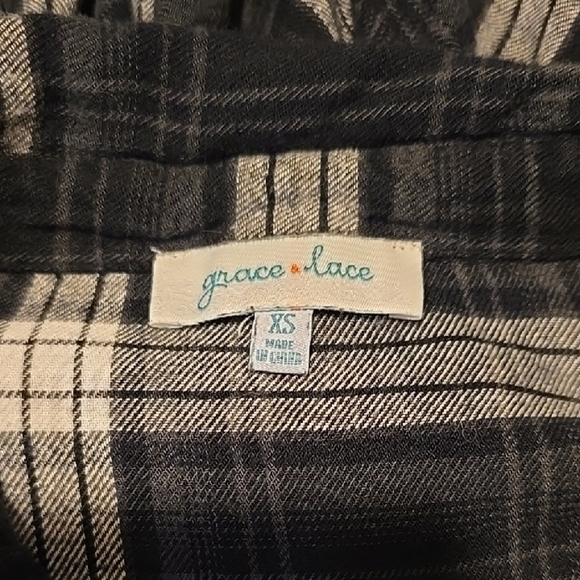 grace & lace
XS
MADE
IN CHINA